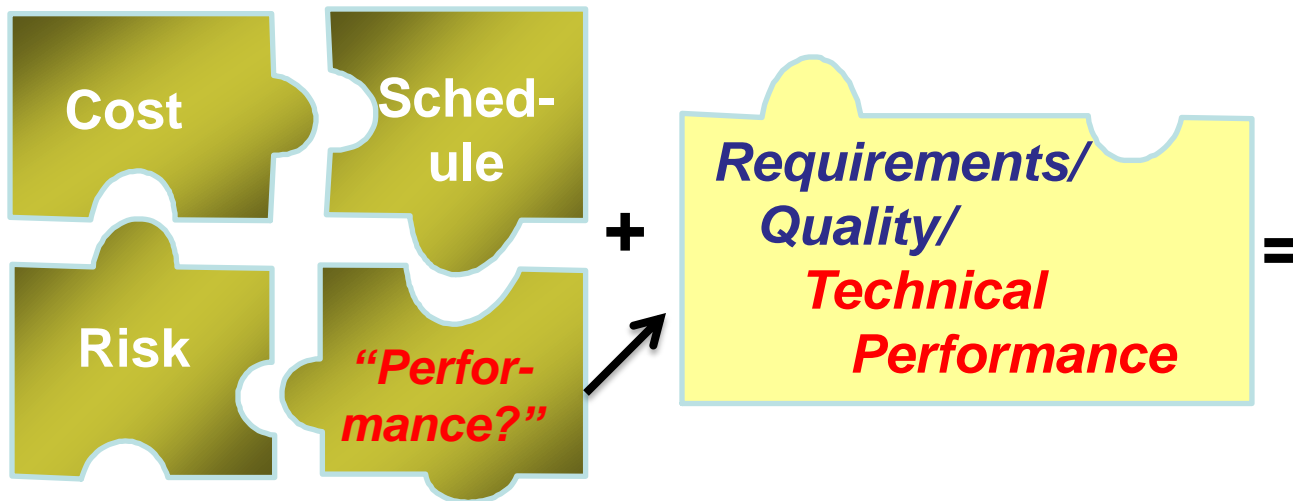 Cost
Sched-
ule
Risk
“Perfor-
mance?”
+
Requirements/
Quality/
Technical
Performance
=